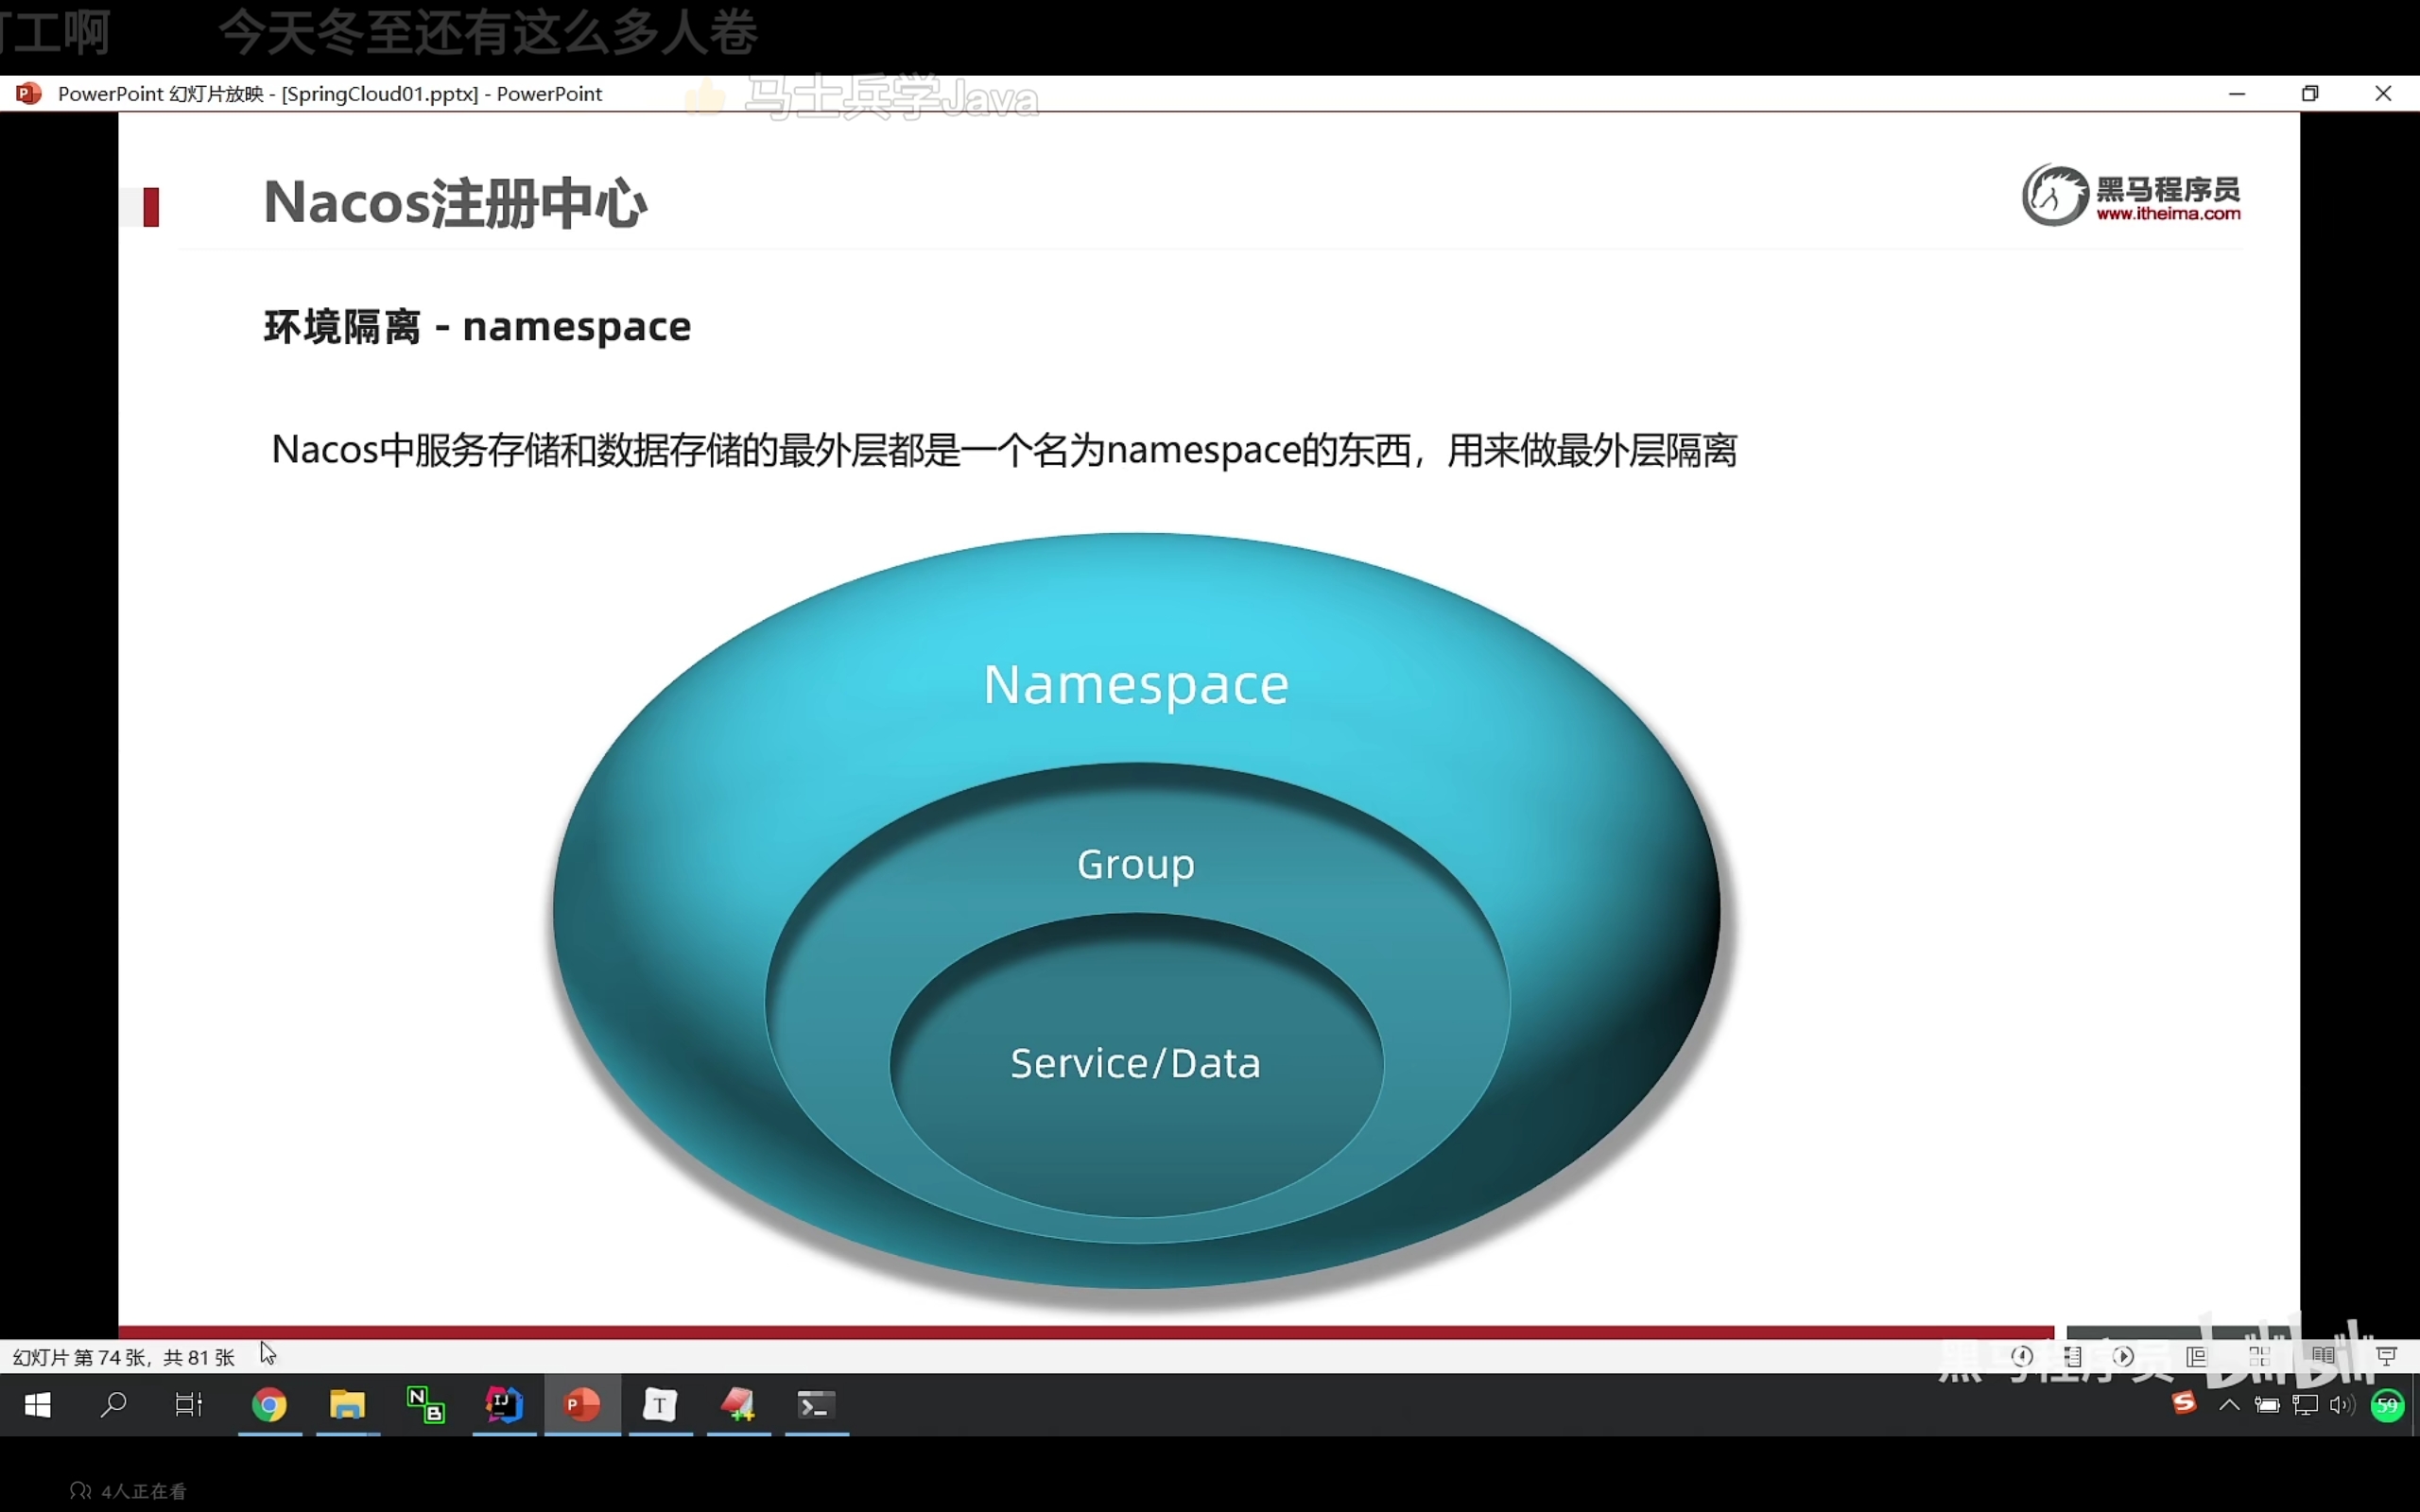 工啊 今天冬至还有这么多人卷
PowerPoint 幻灯片放映 - [SpringCloud01.pptx] - PowerPoint
马士兵学Java
Nacos注册中心
黑马程序员
www.itheima.com
环境隔离 - namespace
Nacos中服务存储和数据存储的最外层都是一个名为namespace的东西，用来做最外层隔离
Namespace
Group
Service/Data
幻灯片 第 74 张，共 81 张
黑马程序员 bilibili
59
4人正在看